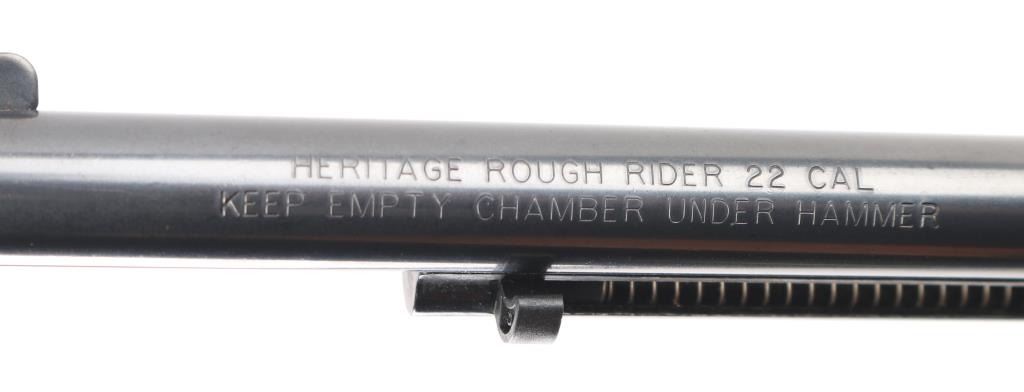 HERITAGE ROUGH RIDER 22 CAL
KEEP EMPTY CHAMBER UNDER HAMMER